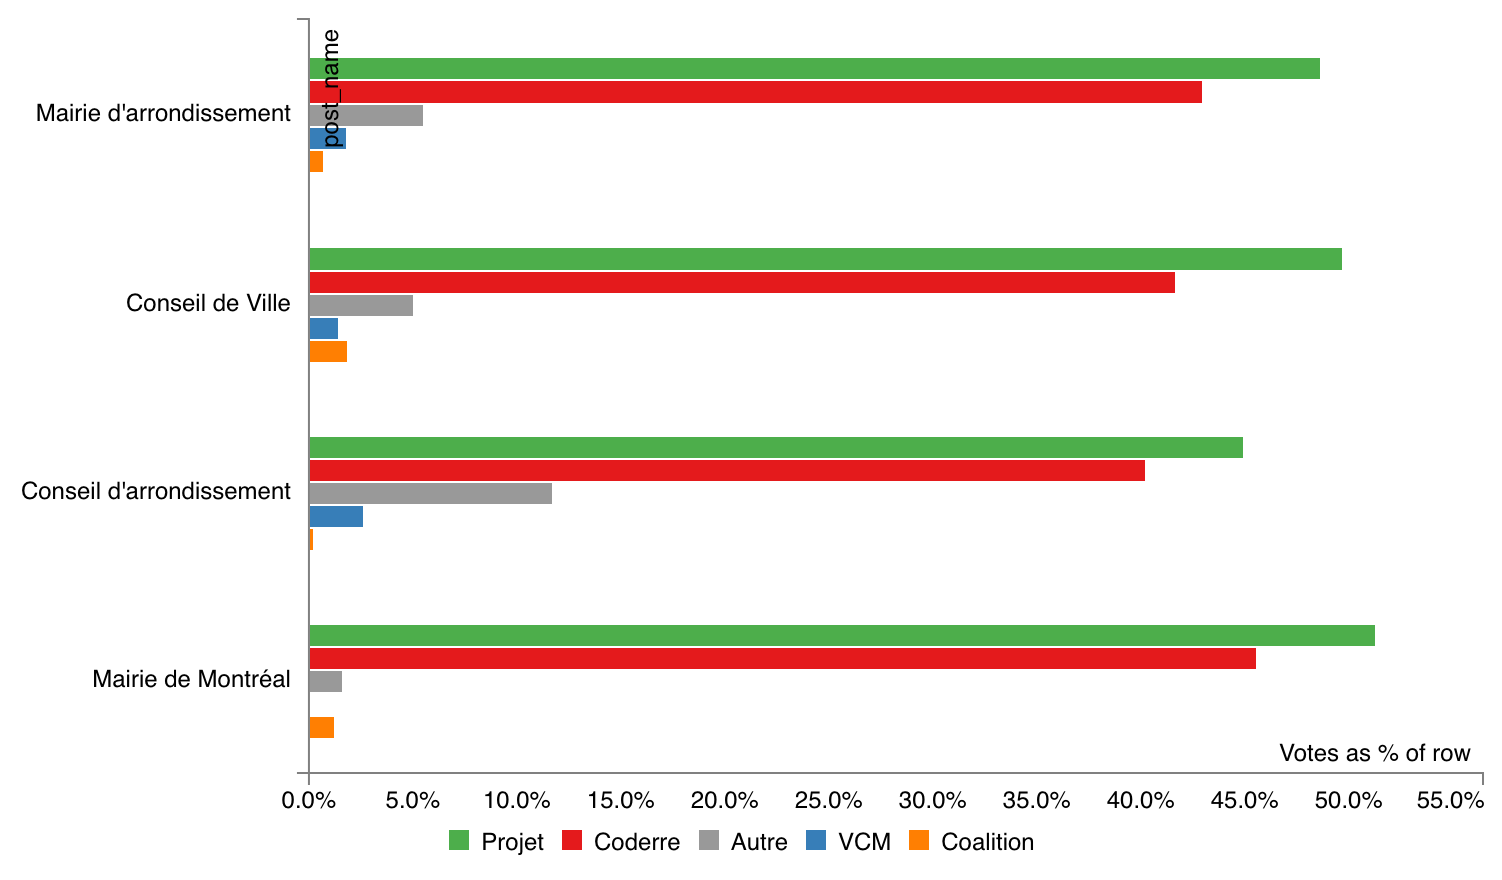 post_name
Mairie d'arrondissement
Conseil de Ville
Conseil d'arrondissement
Mairie de Montréal
Votes as % of row
0.0% 5.0% 10.0% 15.0% 20.0% 25.0% 30.0% 35.0% 40.0% 45.0% 50.0% 55.0%
Projet Coderre Autre VCM Coalition